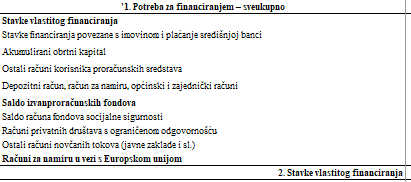 '1. Potreba za financiranjem – sveukupno
Stavke vlastitog financiranja
Stavke financiranja povezane s imovinom i plaćanje središnjoj banci
Akumulirani obrtni kapital
Ostali računi korisnika proračunskih sredstava
Depozitni račun, račun za namiru, općinski i zajednički računi
Saldo izvanproračunskih fondova
Saldo računa fondova socijalne sigurnosti
Računi privatnih društava s ograničenom odgovornošću
Ostali računi novčanih tokova (javne zaklade i sl.)
Računi za namiru u vezi s Europskom unijom
2. Stavke vlastitog financiranja